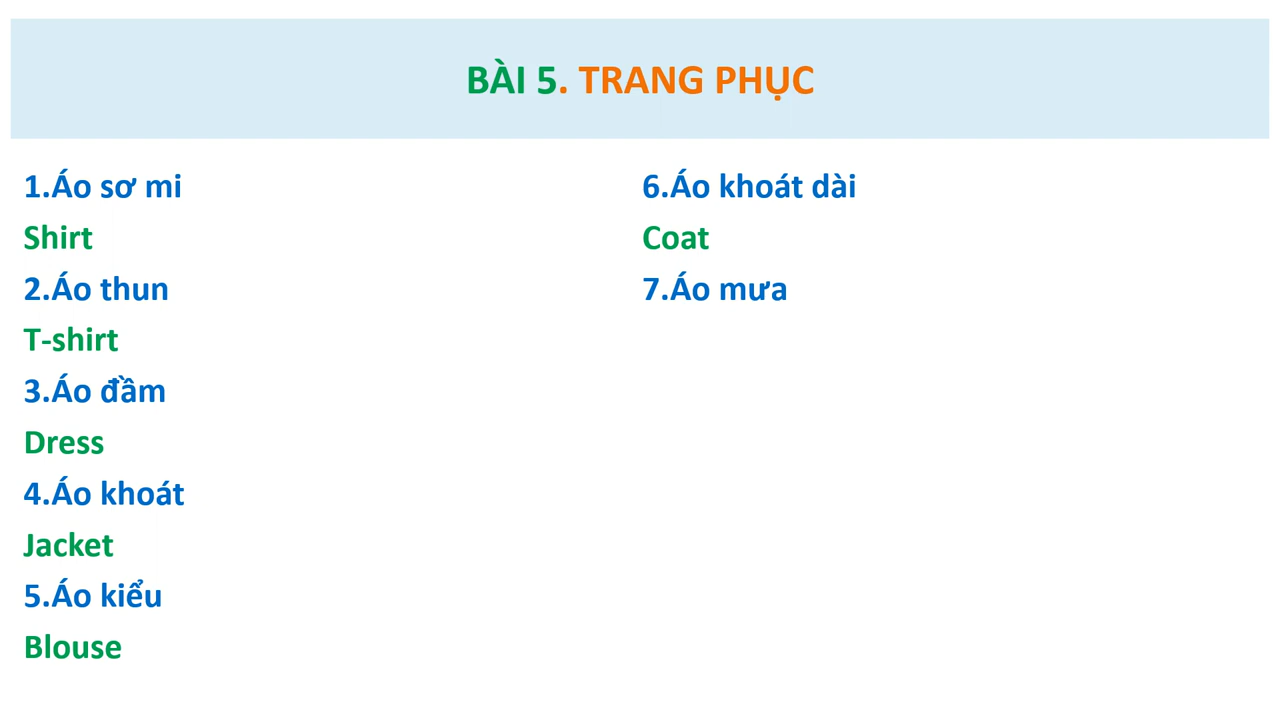 BÀI 5. TRANG PHỤC
1.Áo sơ mi
Shirt
2.Áo thun
T-shirt
3.Áo đầm
Dress
4.Áo khoát
Jacket
5.Áo kiểu
Blouse
6.Áo khoát dài
Coat
7.Áo mưa